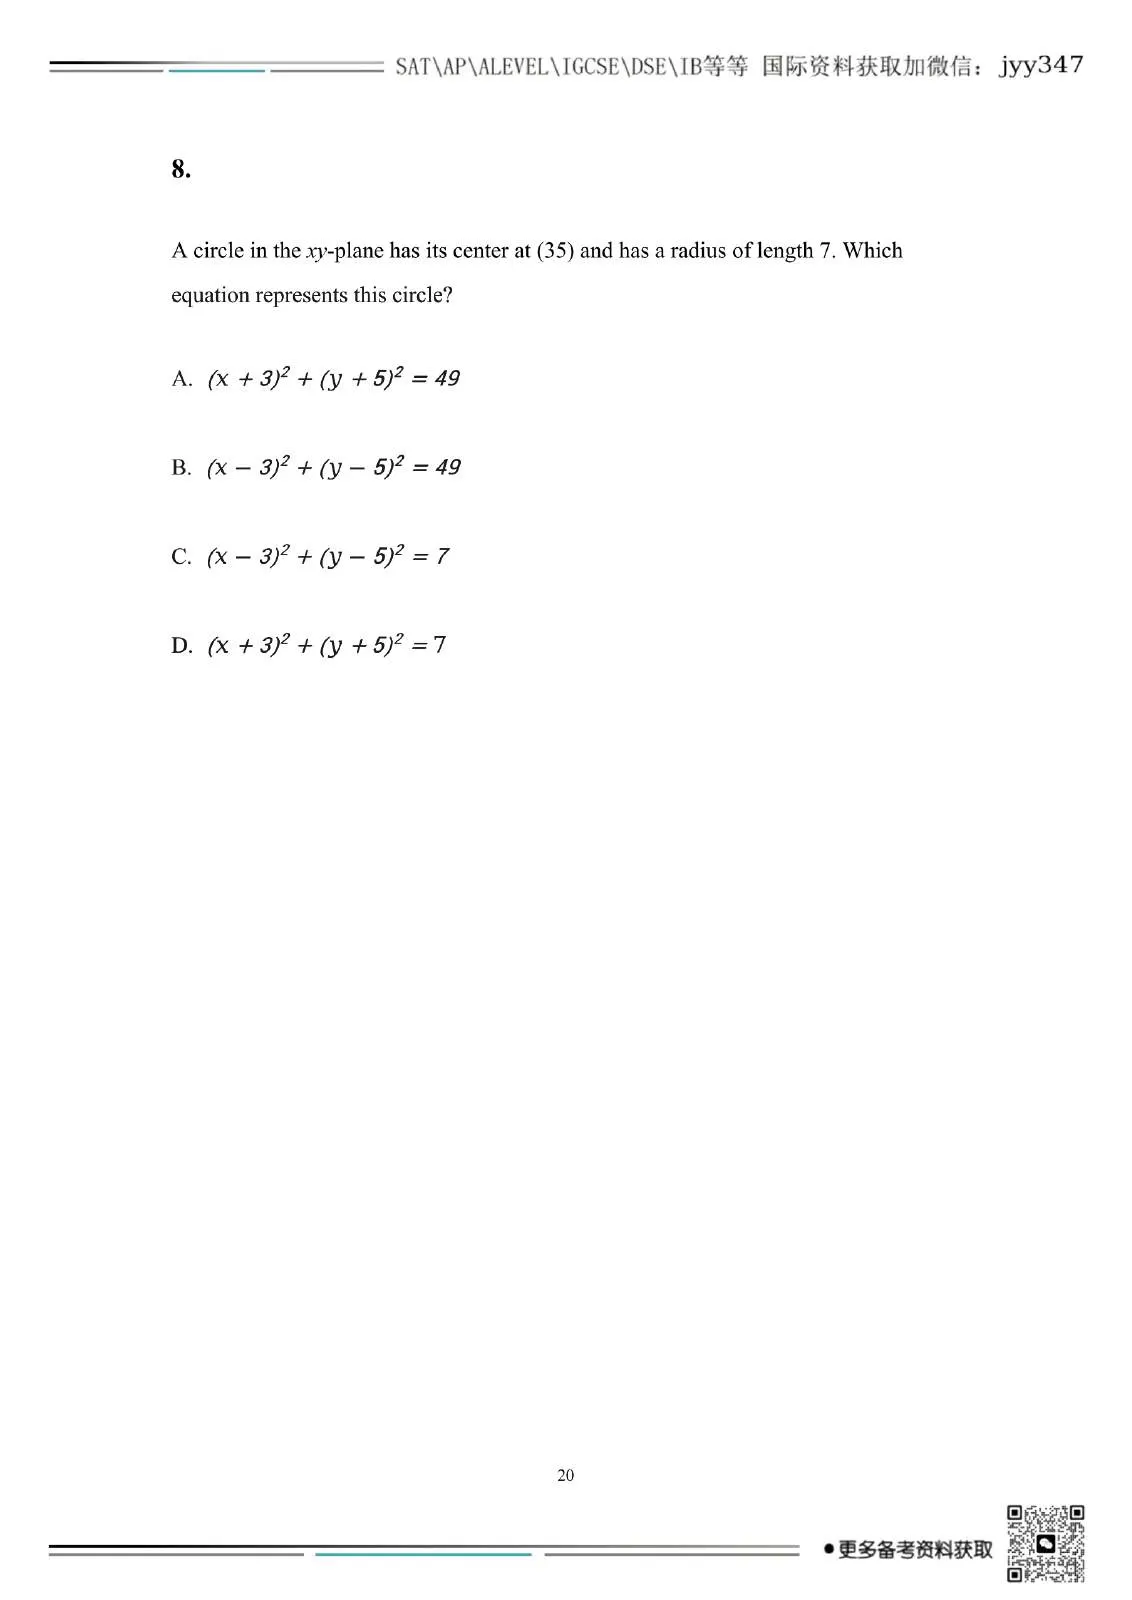 SAT\AP\ALEVEL\IGCSE\DSE\IB等等 国际资料获取加微信: jyy347
8.
A circle in the xy-plane has its center at (35) and has a radius of length 7. Which
equation represents this circle?
A. (x + 3)² + (y + 5)² = 49
B. (x − 3)² + (y − 5)² = 49
C. (x − 3)² + (y − 5)² = 7
D. (x + 3)² + (y + 5)² = 7
20
●更多备考资料获取